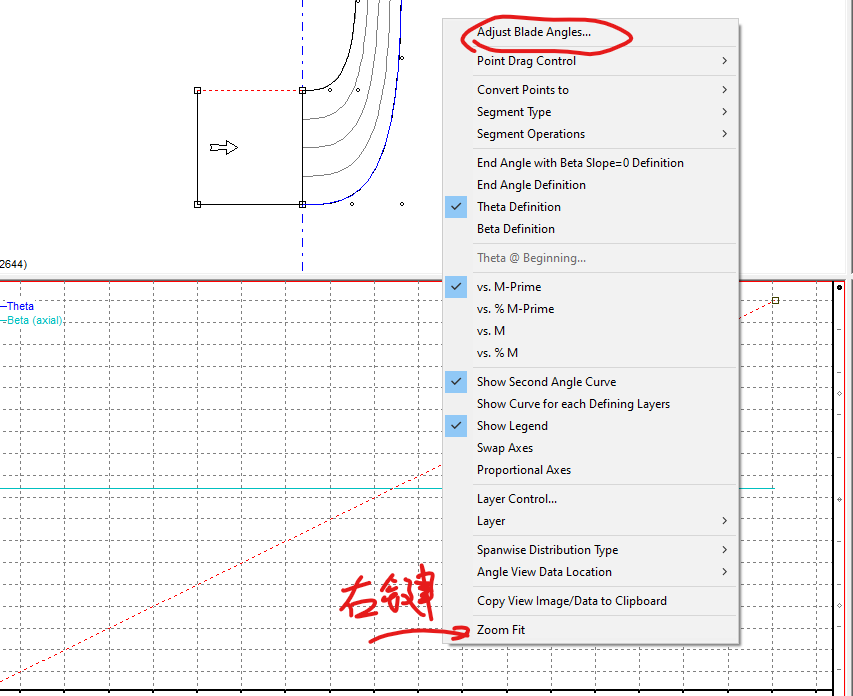 Adjust Blade Angles...
Point Drag Control
Convert Points to
Segment Type
Segment Operations
End Angle with Beta Slope=0 Definition
End Angle Definition
Theta Definition
Beta Definition
Theta @ Beginning...
vs. M-Prime
vs. % M-Prime
vs. M
vs. % M
Show Second Angle Curve
Show Curve for each Defining Layers
Show Legend
Swap Axes
Proportional Axes
Layer Control...
Layer
Spanwise Distribution Type
Angle View Data Location
Copy View Image/Data to Clipboard
Zoom Fit
2644)
Theta
Beta (axial)
右键